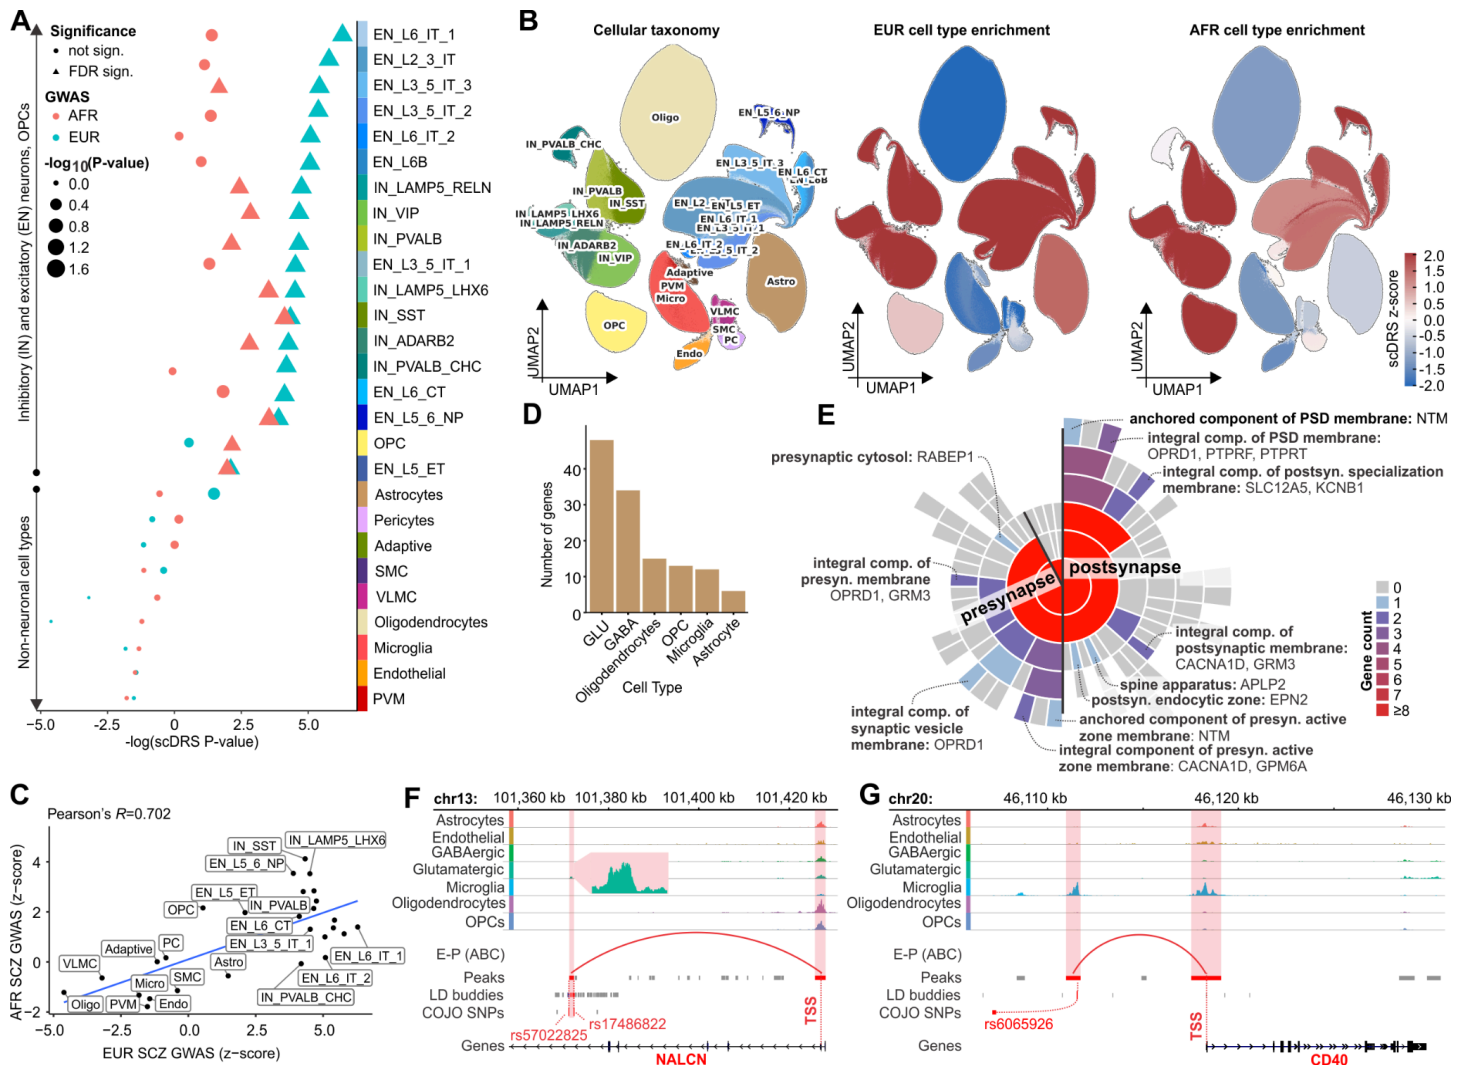 A
Significance
not sign.
FDR sign.
GWAS
AFR
EUR
-log10(P-value)
0.0
0.4
0.8
1.2
1.6
Inhibitory (IN) and excitatory (EN) neurons, OPCs
Non-neuronal cell types
EN_L6_IT_1
EN_L2_3_IT
EN_L3_5_IT_3
EN_L3_5_IT_2
EN_L6_IT_2
EN_L6B
IN_LAMP5_RELN
IN_VIP
IN_PVALB
EN_L3_5_IT_1
IN_LAMP5_LHX6
IN_SST
IN_ADARB2
IN_PVALB_CHC
EN_L6_CT
EN_L5_6_NP
OPC
EN_L5_ET
Astrocytes
Pericytes
Adaptive
SMC
VLMC
Oligodendrocytes
Microglia
Endothelial
PVM
−5.0 −2.5 0 2.5 5.0
-log(scDRS P-value)
B
Cellular taxonomy
EUR cell type enrichment
AFR cell type enrichment
Oligo
EN_L5_6_NP
IN_PVALB_CHC
EN_L3_5_IT_3
EN_L6_CT
EN_L6B
IN_PVALB
IN_SST
EN_L5_ET
IN_LAMP5_LHX6
IN_LAMP5_RELN
EN_L6_IT_1
EN_L3_5_IT_1
IN_ADARB2
EN_L6_IT_2
IN_VIP
Adaptive
PVM
Micro
Astro
VLMC
OPC
SMC
PC
Endo
UMAP2
UMAP1
UMAP2
UMAP1
UMAP2
UMAP1
scDRS z-score
2.0
1.5
1.0
0.5
0.0
−0.5
−1.0
−1.5
−2.0
C
Pearson's R=0.702
AFR SCZ GWAS (z-score)
4
2
0
−2
IN_SST
IN_LAMP5_LHX6
EN_L5_6_NP
EN_L5_ET
OPC
IN_PVALB
EN_L6_CT
EN_L3_5_IT_1
PC
Adaptive
VLMC
Astro
EN_L6_IT_1
EN_L6_IT_2
Micro
SMC
IN_PVALB_CHC
Oligo
PVM
Endo
−5.0 −2.5 0.0 2.5 5.0
EUR SCZ GWAS (z-score)
D
Number of genes
40
30
20
10
0
GLU
GABA
Oligodendrocytes
OPC
Microglia
Astrocyte
Cell Type
E
anchored component of PSD membrane: NTM
integral comp. of PSD membrane:
OPRD1, PTPRF, PTPRT
integral comp. of postsyn. specialization
membrane: SLC12A5, KCNB1
presynaptic cytosol: RABEP1
integral comp. of
presyn. membrane
OPRD1, GRM3
presynapse
postsynapse
integral comp. of
postsynaptic membrane:
CACNA1D, GRM3
spine apparatus: APLP2
postsyn. endocytic zone: EPN2
integral comp. of
synaptic vesicle
membrane: OPRD1
anchored component of presyn. active
zone membrane: NTM
integral component of presyn. active
zone membrane: CACNA1D, GPM6A
Gene count
0
1
2
3
4
5
6
7
≥8
F
chr13:
101,360 kb 101,380 kb 101,400 kb 101,420 kb
Astrocytes
Endothelial
GABAergic
Glutamatergic
Microglia
Oligodendrocytes
OPCs
E-P (ABC)
Peaks
LD buddies
COJO SNPs
rs57022825
rs17486822
TSS
Genes
NALCN
G
chr20:
46,110 kb 46,120 kb 46,130 kb
Astrocytes
Endothelial
GABAergic
Glutamatergic
Microglia
Oligodendrocytes
OPCs
E-P (ABC)
Peaks
LD buddies
COJO SNPs
rs6065926
TSS
Genes
CD40